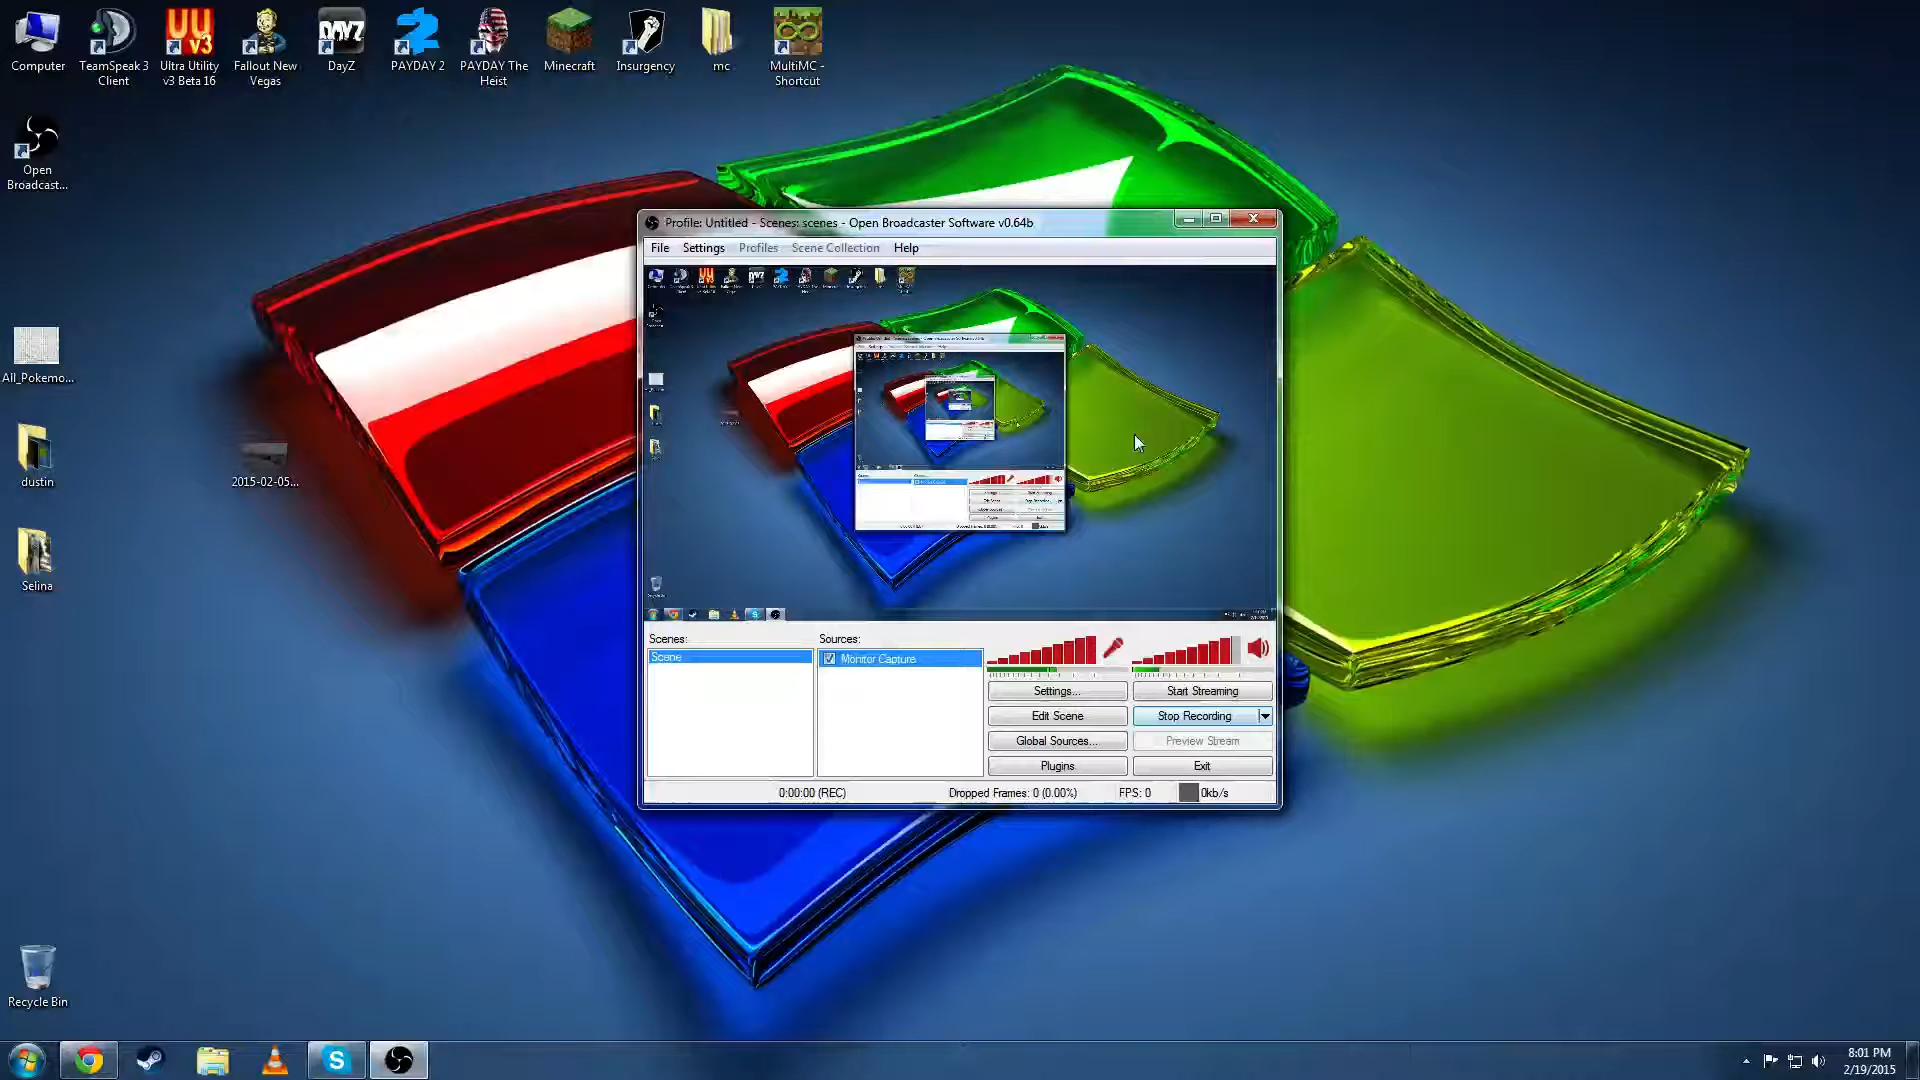 Computer
TeamSpeak 3
Client
Ultra Utility
v3 Beta 16
Fallout New
Vegas
DAYZ
DayZ
PAYDAY 2
PAYDAY The
Heist
Minecraft
Insurgency
mc
MultiMC -
Shortcut
UU
v3
Open
Broadcast...
All_Pokemo...
dustin
2015-02-05...
Selina
Recycle Bin
Profile: Untitled - Scenes: scenes - Open Broadcaster Software v0.64b
File Settings Profiles Scene Collection Help
Scenes:
Sources:
Scene
Monitor Capture
Settings...
Start Streaming
Edit Scene
Stop Recording
Global Sources...
Preview Stream
Plugins
Exit
0:00:00 (REC)
Dropped Frames: 0 (0.00%)
FPS: 0
0kb/s
8:01 PM
2/19/2015